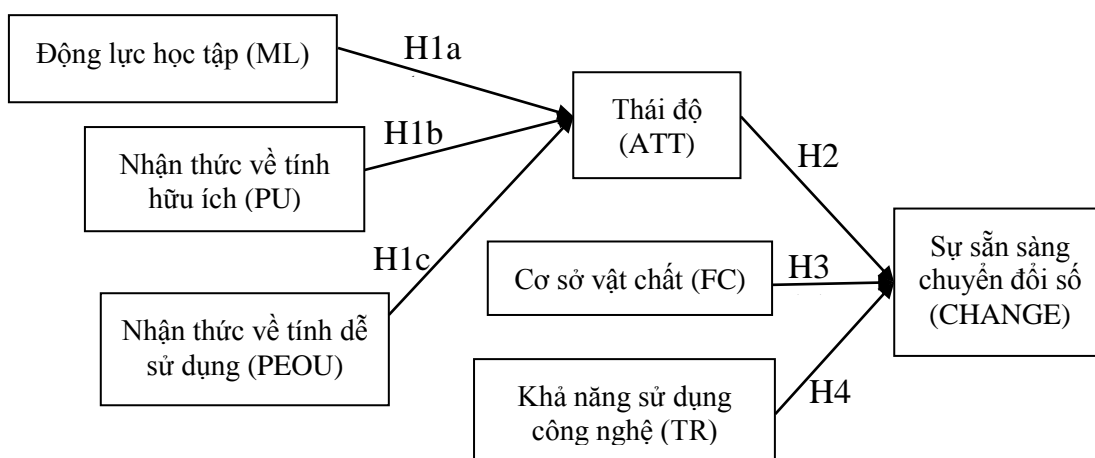 Động lực học tập (ML)
H1a
Nhận thức về tính
hữu ích (PU)
H1b
Nhận thức về tính dễ
sử dụng (PEOU)
H1c
Thái độ
(ATT)
H2
Cơ sở vật chất (FC)
H3
Khả năng sử dụng
công nghệ (TR)
H4
Sự sẵn sàng
chuyển đổi số
(CHANGE)